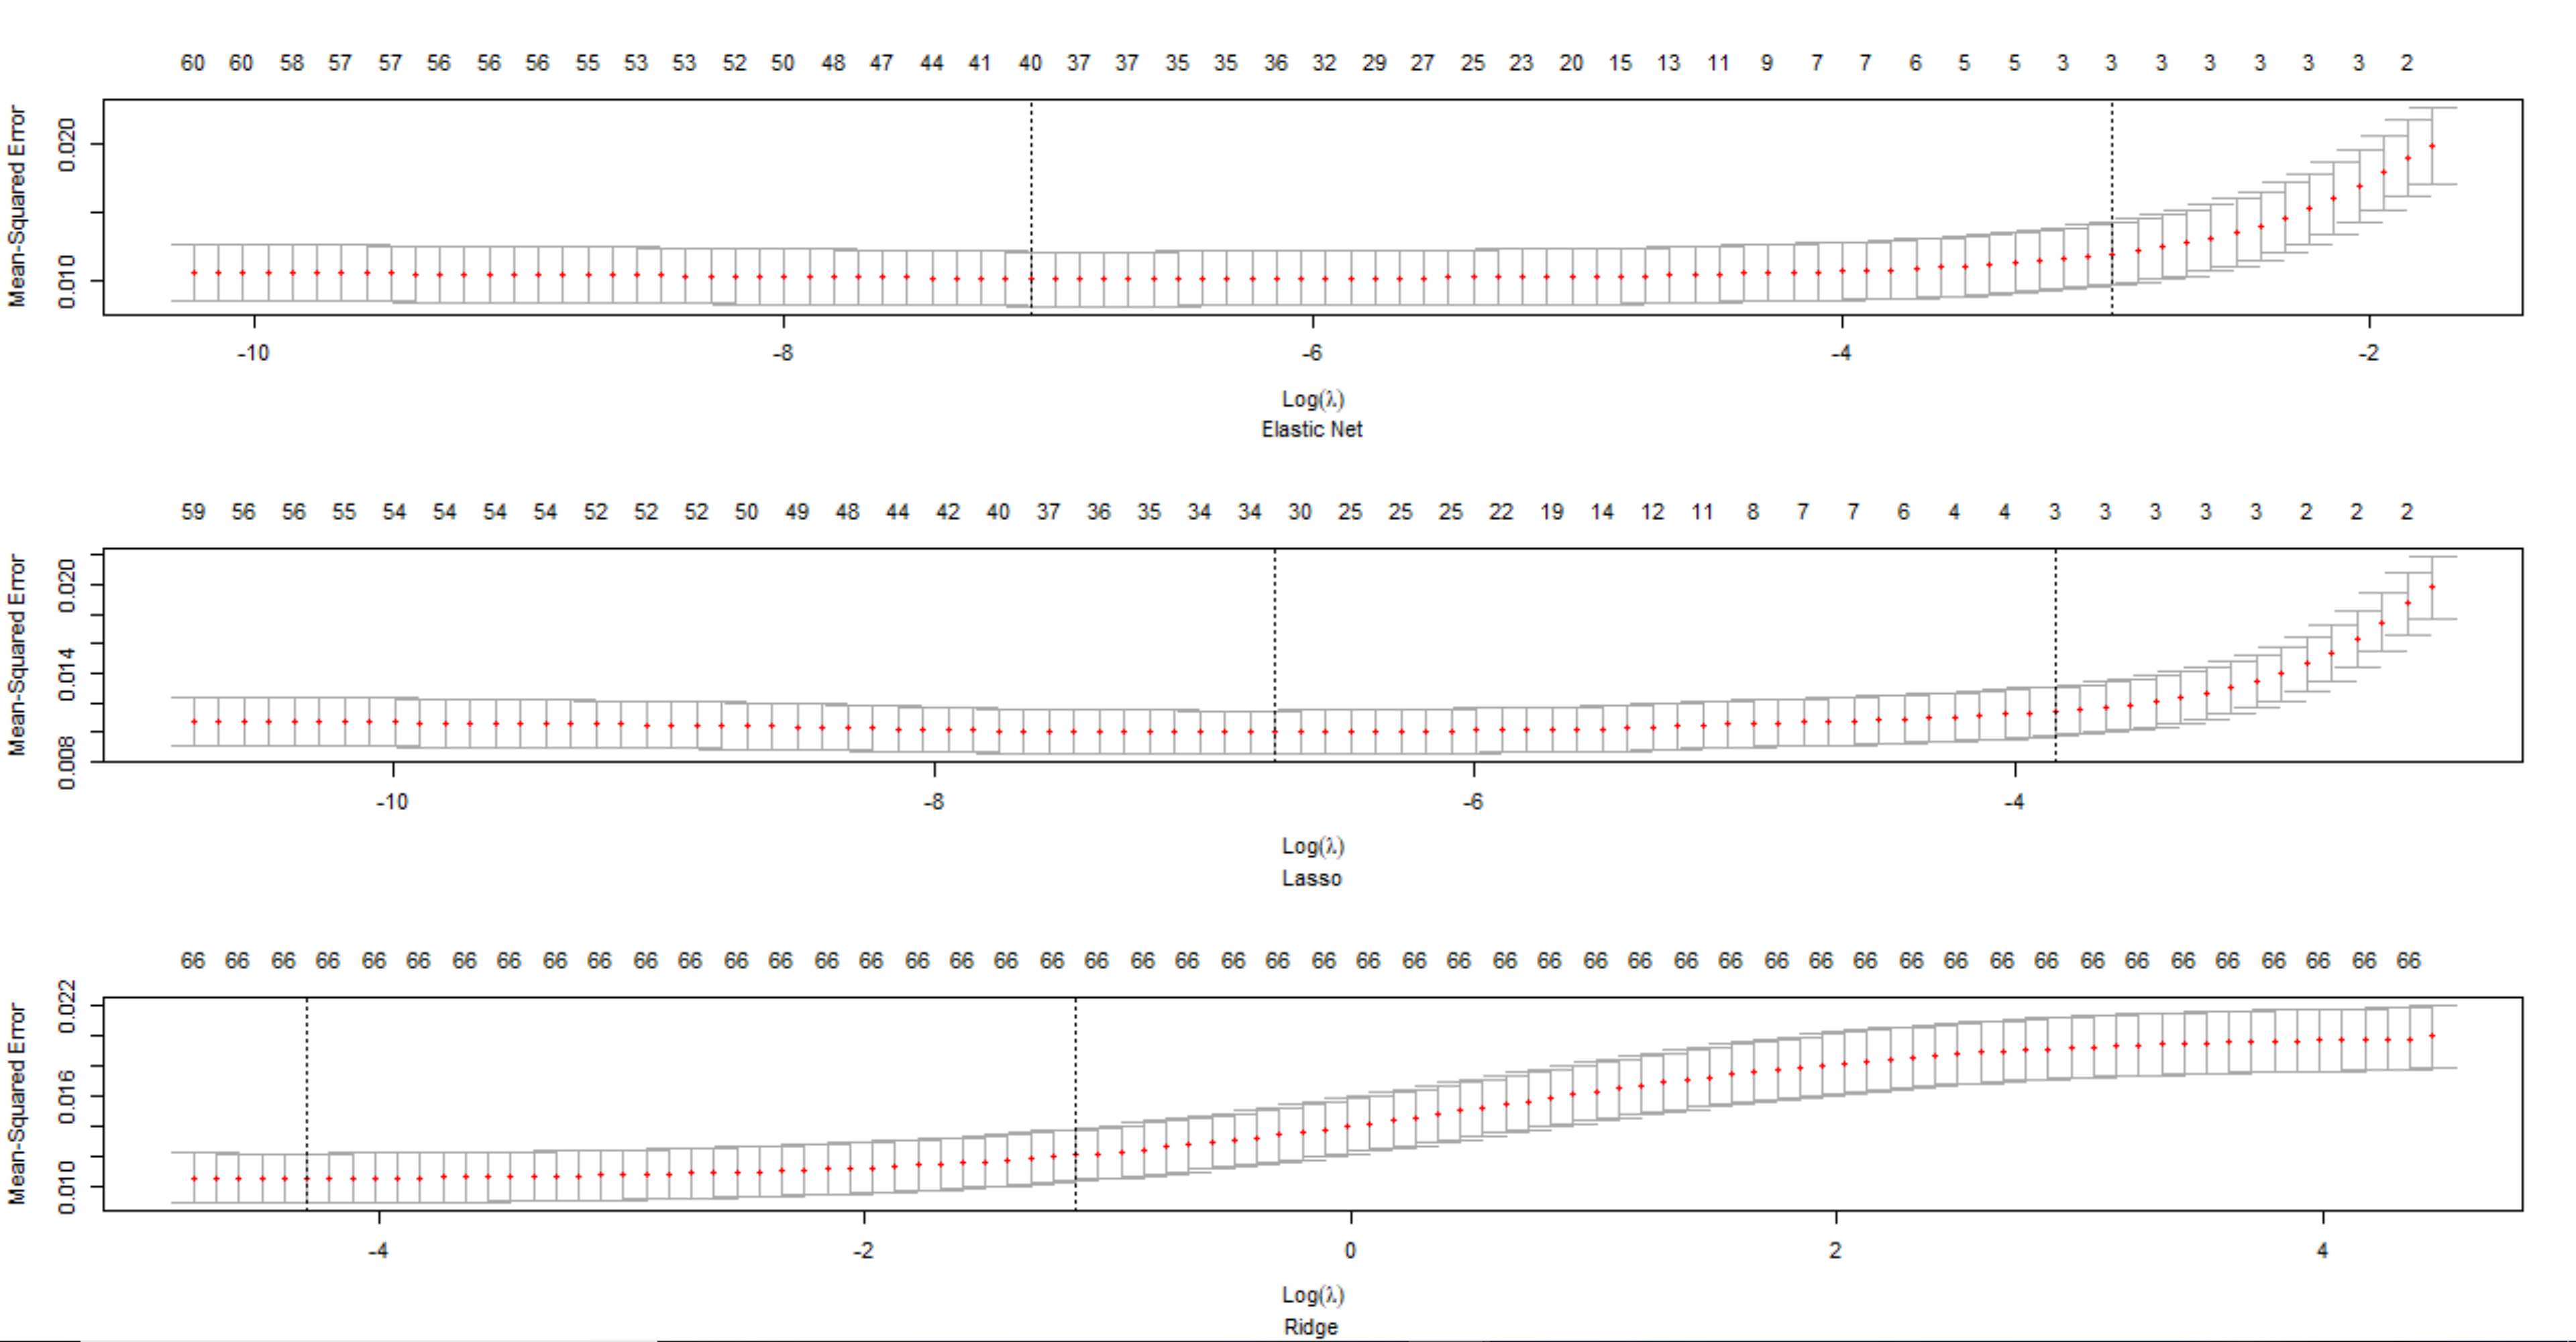 60 60 58 57 57 56 56 56 55 53 53 52 50 48 47 44 41 40 37 37 35 35 36 32 29 27 25 23 20 15 13 11 9 7 7 6 5 5 3 3 3 3 3 3 3 2
Mean-Squared Error
0.010 0.020
-10 -8 -6 -4 -2
Log(λ)
Elastic Net
59 56 56 55 54 54 54 54 52 52 52 50 49 48 44 42 40 37 36 35 34 34 30 25 25 25 22 19 14 12 11 8 7 7 6 4 4 3 3 3 3 3 2 2 2
Mean-Squared Error
0.008 0.014 0.020
-10 -8 -6 -4
Log(λ)
Lasso
66 66 66 66 66 66 66 66 66 66 66 66 66 66 66 66 66 66 66 66 66 66 66 66 66 66 66 66 66 66 66 66 66 66 66 66 66 66 66 66 66 66 66 66 66 66 66 66 66 66
Mean-Squared Error
0.010 0.016 0.022
-4 -2 0 2 4
Log(λ)
Ridge